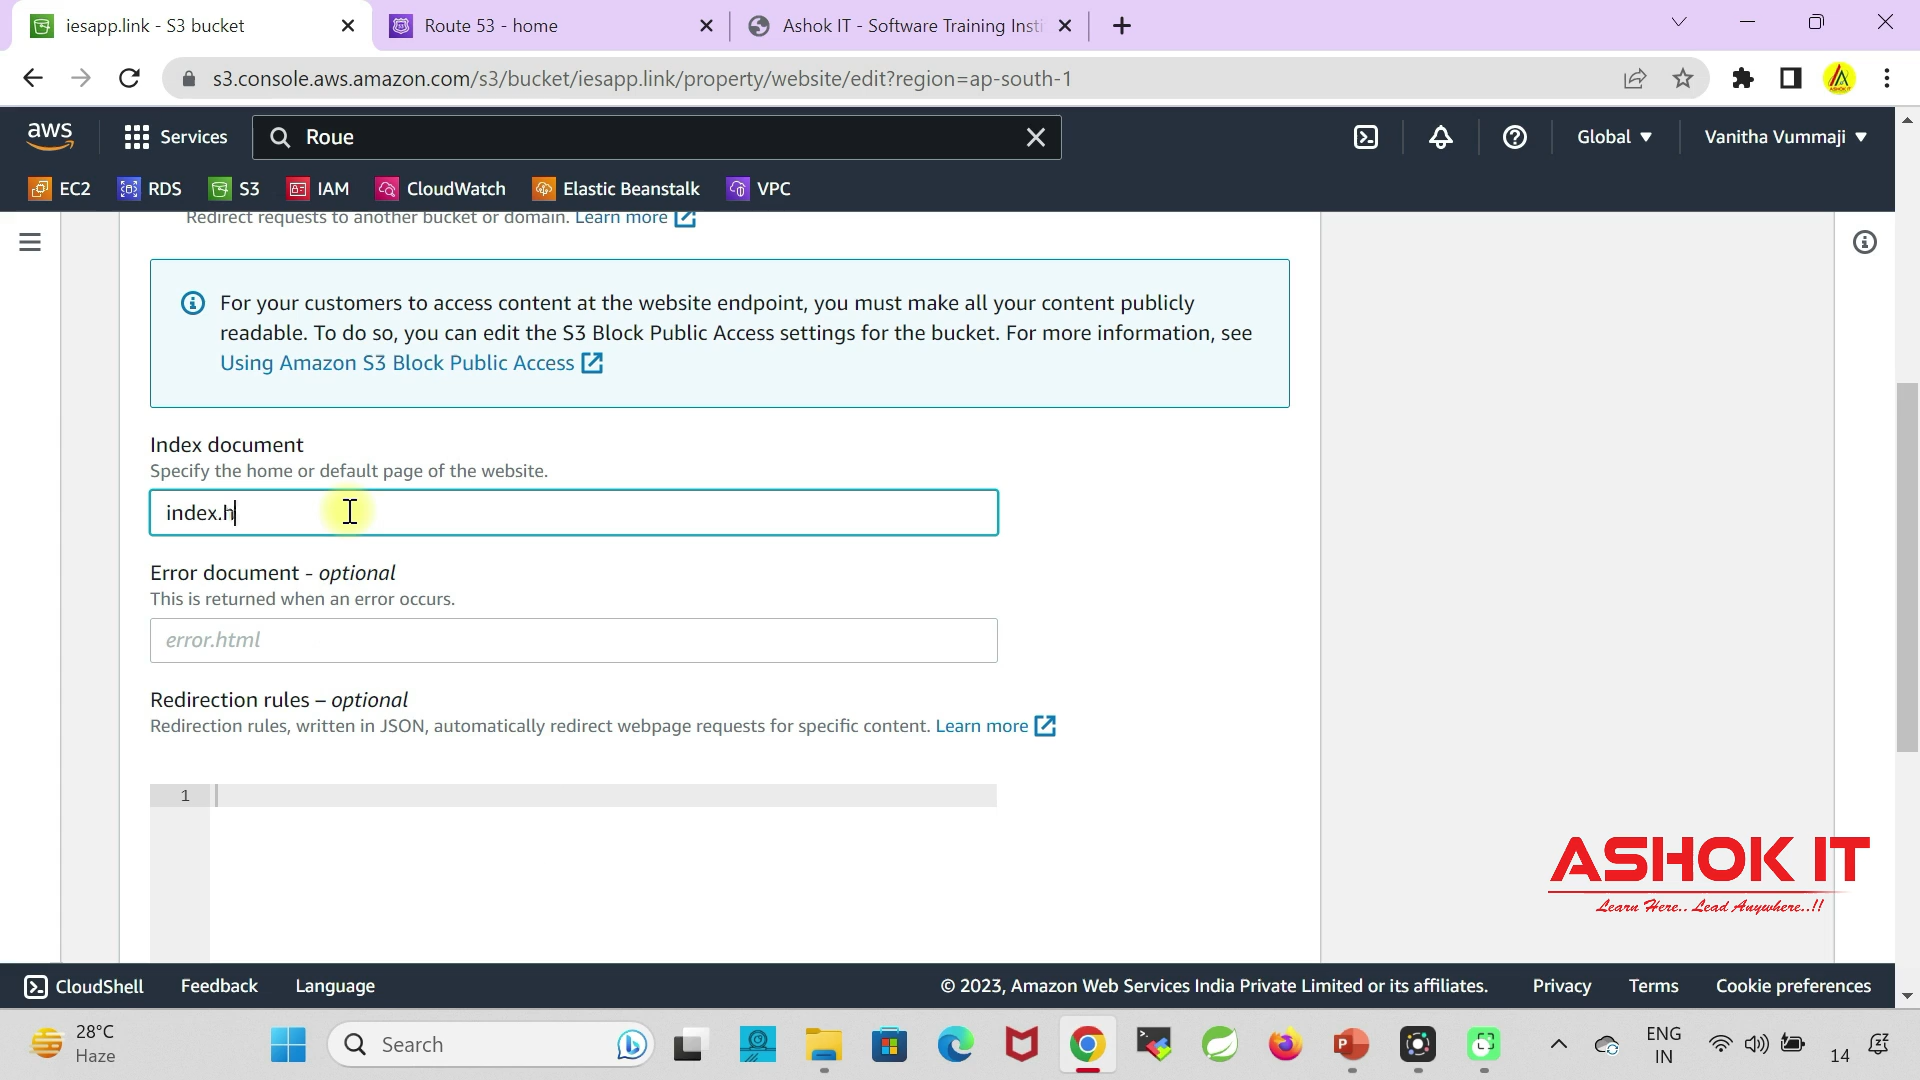 iesapp.link - S3 bucket
Route 53 - home
Ashok IT - Software Training Insti
s3.console.aws.amazon.com/s3/bucket/iesapp.link/property/website/edit?region=ap-south-1
aws
Services
Roue
Global
Vanitha Vummaji
EC2
RDS
S3
IAM
CloudWatch
Elastic Beanstalk
VPC
Redirect requests to another bucket or domain. Learn more
For your customers to access content at the website endpoint, you must make all your content publicly
readable. To do so, you can edit the S3 Block Public Access settings for the bucket. For more information, see
Using Amazon S3 Block Public Access
Index document
Specify the home or default page of the website.
index.h
Error document - optional
This is returned when an error occurs.
error.html
Redirection rules – optional
Redirection rules, written in JSON, automatically redirect webpage requests for specific content. Learn more
1
ASHOK IT
Learn Here.. Lead Anywhere..!!
CloudShell
Feedback
Language
© 2023, Amazon Web Services India Private Limited or its affiliates.
Privacy
Terms
Cookie preferences
28°C
Haze
Search
ENG
IN
14